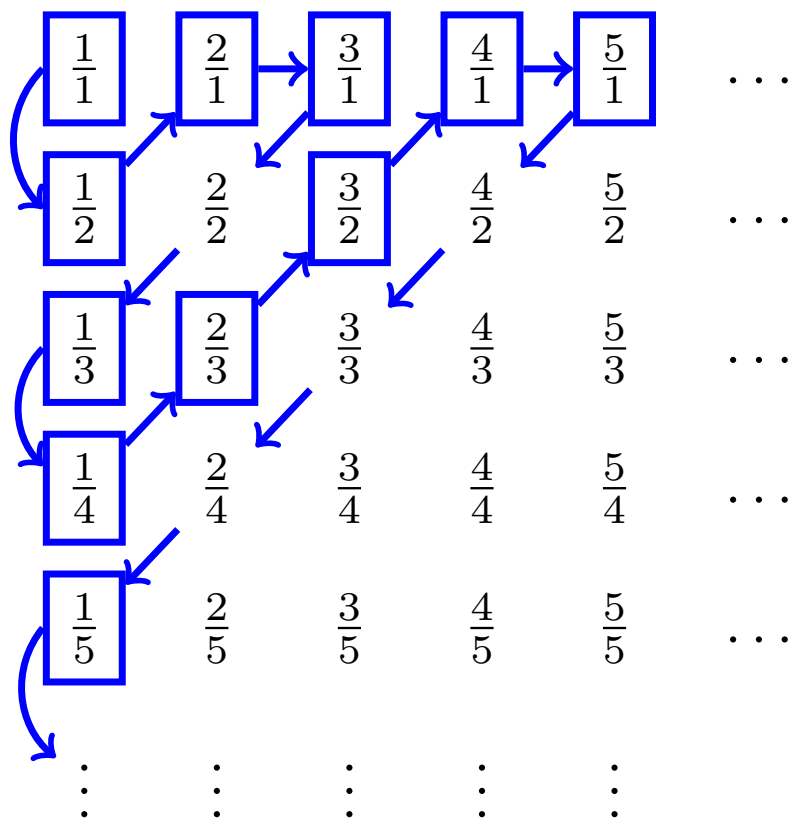 1/1 2/1 3/1 4/1 5/1 ...
1/2 2/2 3/2 4/2 5/2 ...
1/3 2/3 3/3 4/3 5/3 ...
1/4 2/4 3/4 4/4 5/4 ...
1/5 2/5 3/5 4/5 5/5 ...
⋮ ⋮ ⋮ ⋮ ⋮